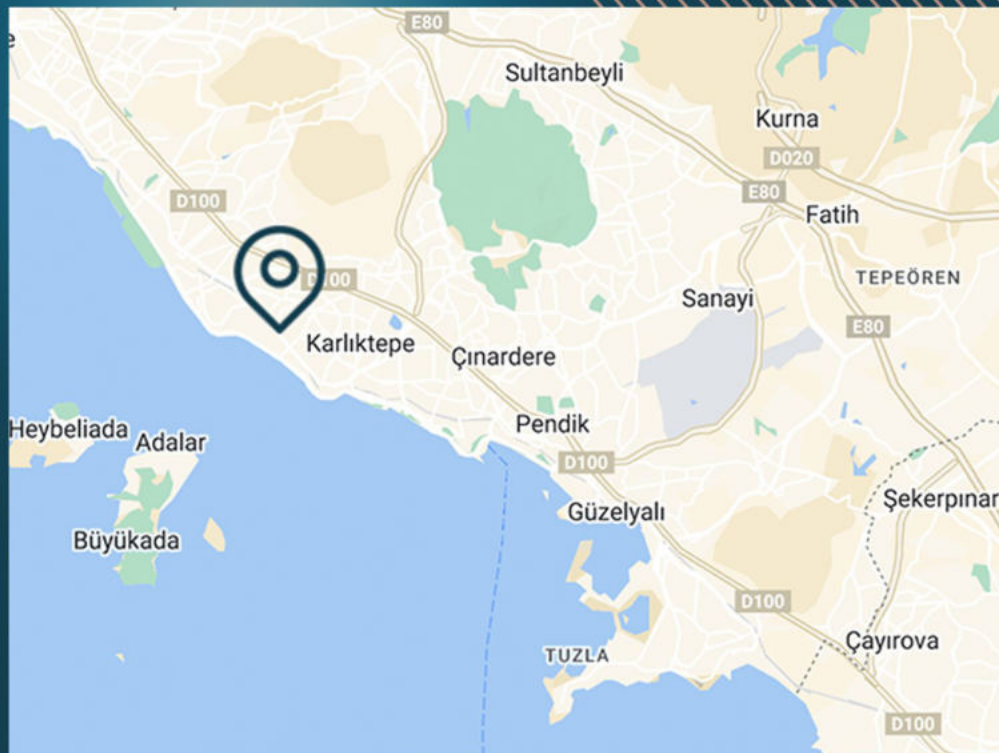 E80
Sultanbeyli
Kurna
D020
E80
D100
Fatih
TEPEÖREN
Sanayi
E80
Karlıktepe
Çınardere
Pendik
Heybeliada
Adalar
D100
Şekerpınar
Güzelyalı
Büyükada
D100
Çayırova
TUZLA
D100